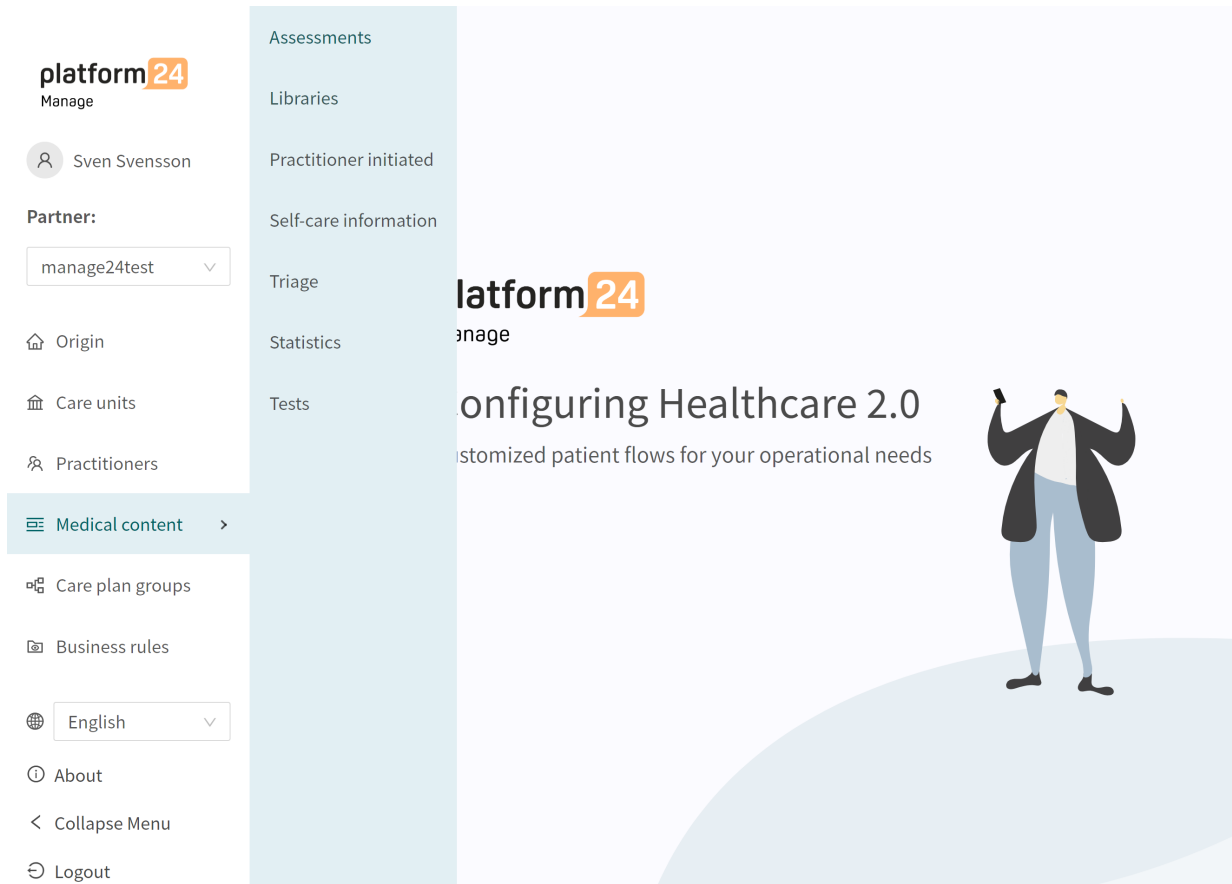 platform24
Manage
Sven Svensson
Partner:
manage24test
Origin
Care units
Practitioners
Medical content
Care plan groups
Business rules
English
About
Collapse Menu
Logout
Assessments
Libraries
Practitioner initiated
Self-care information
Triage
Statistics
Tests
latform24
anage
onfiguring Healthcare 2.0
stomized patient flows for your operational needs